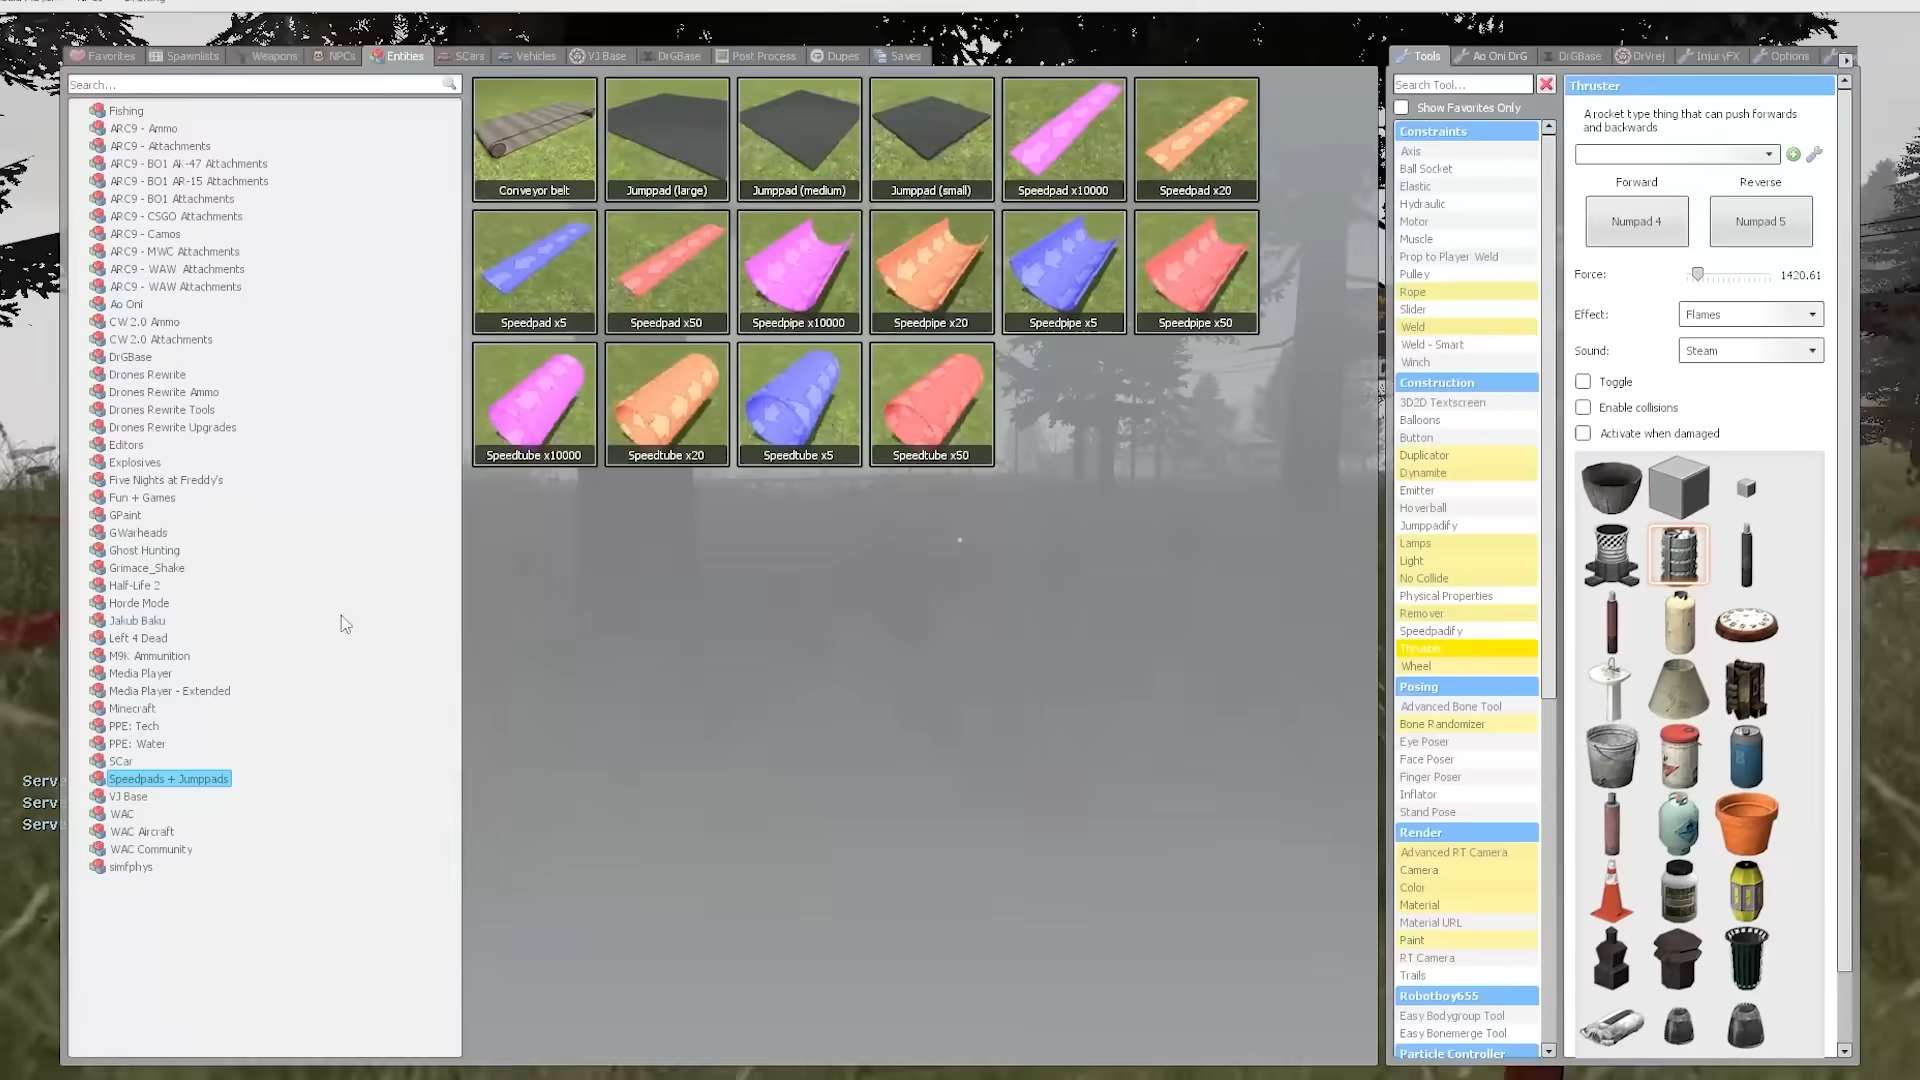 Favorites
Spawnlists
Weapons
NPCs
Entities
SCars
Vehicles
VJ Base
DrGBase
Post Process
Dupes
Saves
Search...
Fishing
ARC9 - Ammo
ARC9 - Attachments
ARC9 - BO1 AK-47 Attachments
ARC9 - BO1 AR-15 Attachments
ARC9 - BO1 Attachments
ARC9 - CSGO Attachments
ARC9 - Camos
ARC9 - MWC Attachments
ARC9 - WAW  Attachments
ARC9 - WAW Attachments
Ao Oni
CW 2.0 Ammo
CW 2.0 Attachments
DrGBase
Drones Rewrite
Drones Rewrite Ammo
Drones Rewrite Tools
Drones Rewrite Upgrades
Editors
Explosives
Five Nights at Freddy's
Fun + Games
GPaint
GWarheads
Ghost Hunting
Grimace_Shake
Half-Life 2
Horde Mode
Jakub Baku
Left 4 Dead
M9K Ammunition
Media Player
Media Player - Extended
Minecraft
PPE: Tech
PPE: Water
SCar
Speedpads + Jumppads
VJ Base
WAC
WAC Aircraft
WAC Community
simfphys
Serv
Serv
Serv
Conveyor belt
Jumppad (large)
Jumppad (medium)
Jumppad (small)
Speedpad x10000
Speedpad x20
Speedpad x5
Speedpad x50
Speedpipe x10000
Speedpipe x20
Speedpipe x5
Speedpipe x50
Speedtube x10000
Speedtube x20
Speedtube x5
Speedtube x50
Tools
Ao Oni DrG
DrGBase
DrVrej
InjuryFX
Options
Search Tool...
Show Favorites Only
Constraints
Axis
Ball Socket
Elastic
Hydraulic
Motor
Muscle
Prop to Player Weld
Pulley
Rope
Slider
Weld
Weld - Smart
Winch
Construction
3D2D Textscreen
Balloons
Button
Duplicator
Dynamite
Emitter
Hoverball
Jumppadify
Lamps
Light
No Collide
Physical Properties
Remover
Speedpadify
Thruster
Wheel
Posing
Advanced Bone Tool
Bone Randomizer
Eye Poser
Face Poser
Finger Poser
Inflator
Stand Pose
Render
Advanced RT Camera
Camera
Color
Material
Material URL
Paint
RT Camera
Trails
Robotboy655
Easy Bodygroup Tool
Easy Bonemerge Tool
Particle Controller
Thruster
A rocket type thing that can push forwards
and backwards
Forward
Reverse
Numpad 4
Numpad 5
Force:
1420.61
Effect:
Flames
Sound:
Steam
Toggle
Enable collisions
Activate when damaged